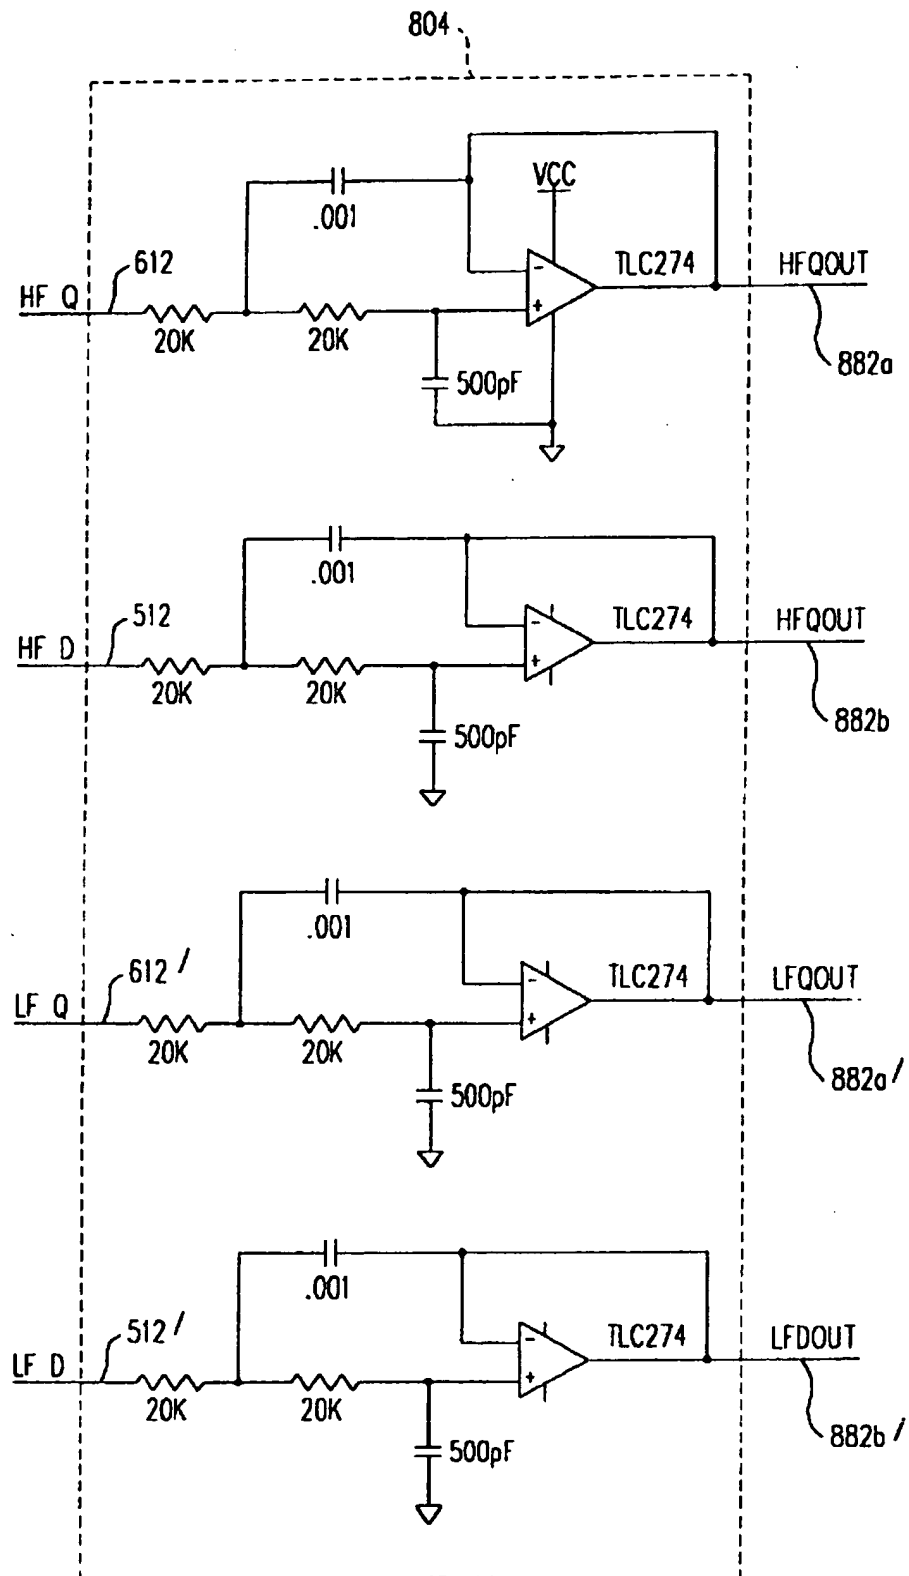 804
VCC
.001
612
TLC274
HFQOUT
HF Q
-
+
20K
20K
500pF
882a
.001
512
TLC274
HFQOUT
HF D
-
+
20K
20K
500pF
882b
.001
612 /
TLC274
LFQOUT
LF Q
-
+
20K
20K
500pF
882a /
.001
512 /
TLC274
LFDOUT
LF D
-
+
20K
20K
500pF
882b /